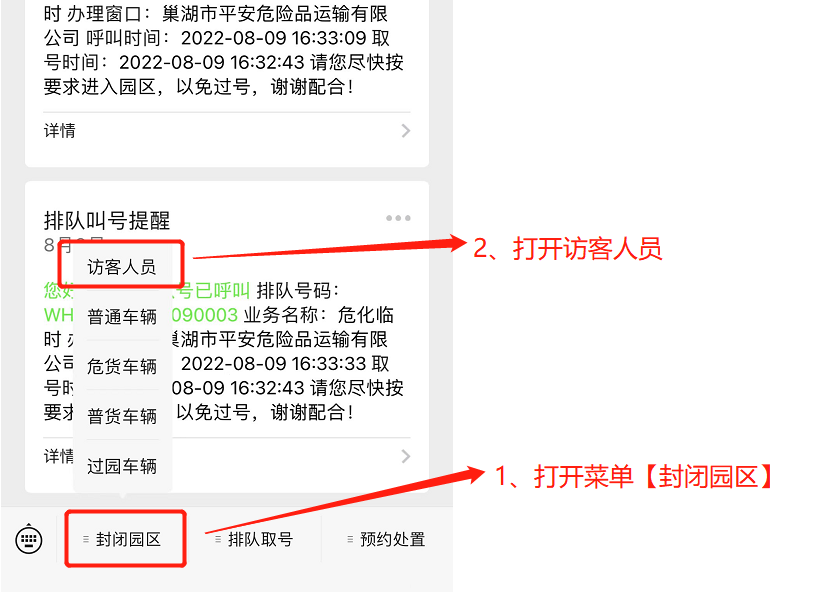 时 办理窗口：巢湖市平安危险品运输有限
公司 呼叫时间：2022-08-09 16:33:09 取
号时间：2022-08-09 16:32:43 请您尽快按
要求进入园区，以免过号，谢谢配合！
详情
排队叫号提醒
8月9日
访客人员
2、打开访客人员
您好 号已呼叫 排队号码：
WH 090003 业务名称：危化临
普通车辆
时 办 巢湖市平安危险品运输有限
公司 2022-08-09 16:33:33 取
危货车辆
号时 08-09 16:32:43 请您尽快按
要求 以免过号，谢谢配合！
普货车辆
详情
过园车辆
1、打开菜单【封闭园区】
封闭园区
排队取号
预约处置